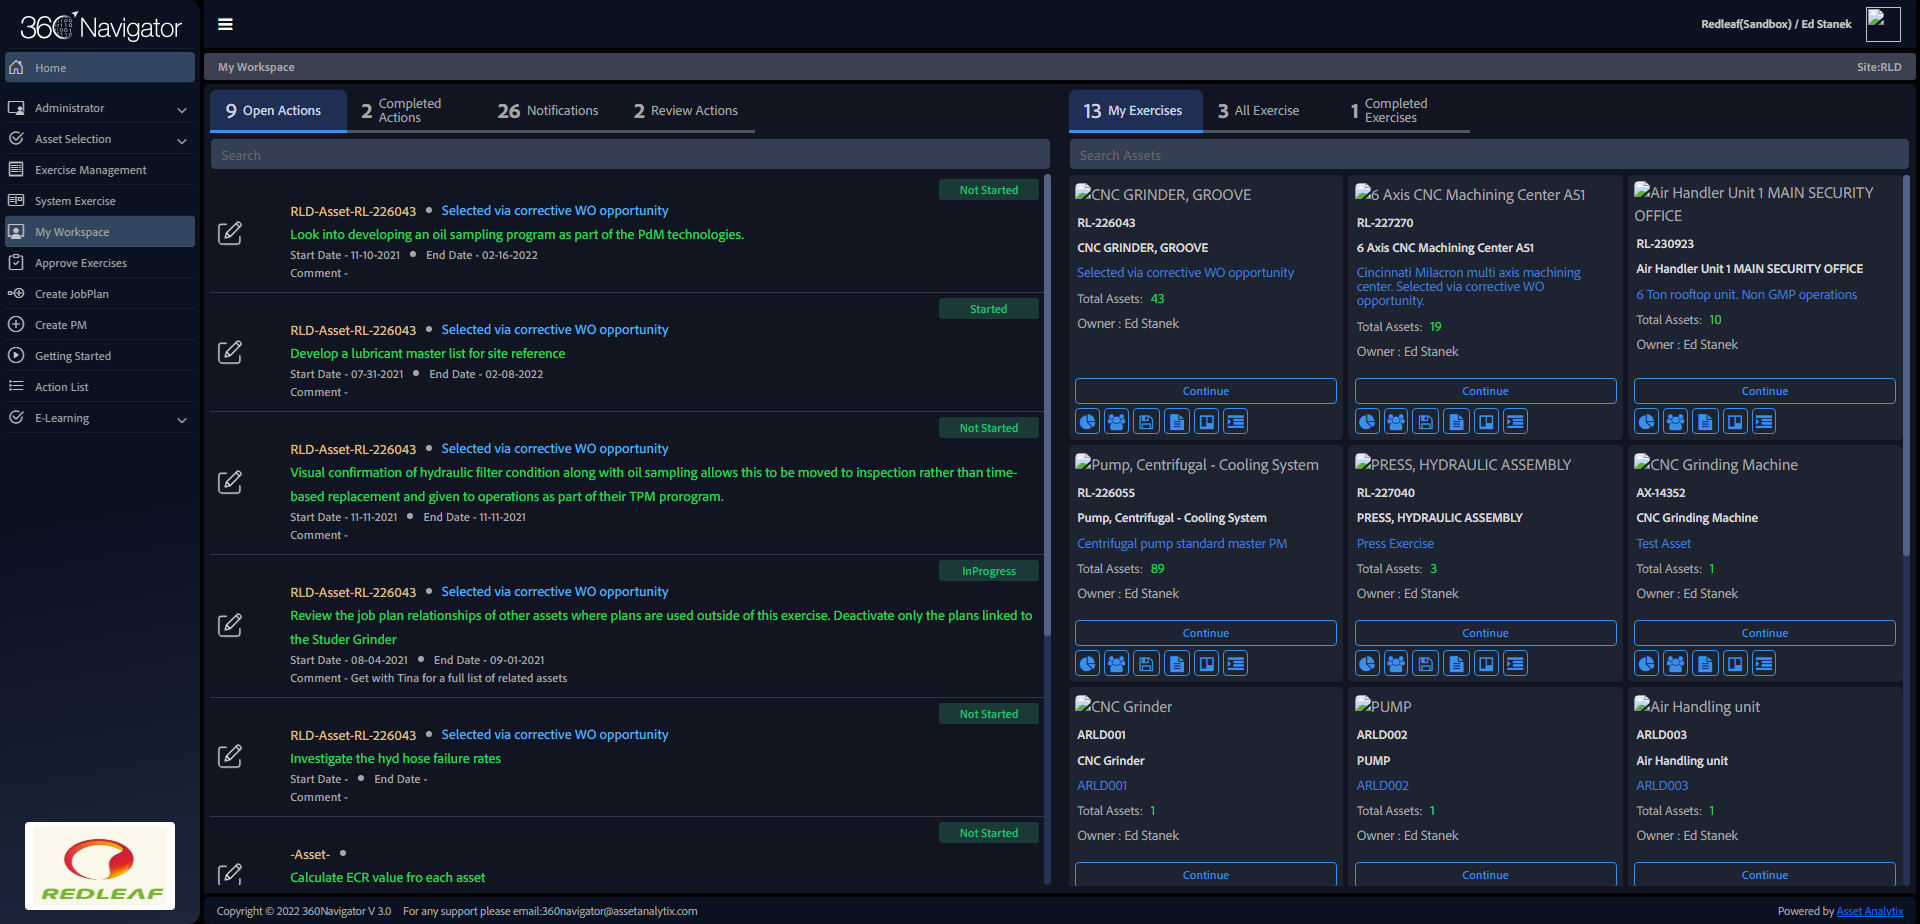 360 Navigator
Redleaf(Sandbox) / Ed Stanek
Home
Administrator
Asset Selection
Exercise Management
System Exercise
My Workspace
Approve Exercises
Create JobPlan
Create PM
Getting Started
Action List
E-Learning
REDLEAF
My Workspace
Site:RLD
9 Open Actions
2 Completed
Actions
26 Notifications
2 Review Actions
Search
Not Started
RLD-Asset-RL-226043 • Selected via corrective WO opportunity
Look into developing an oil sampling program as part of the PdM technologies.
Start Date - 11-10-2021 • End Date - 02-16-2022
Comment -
Started
RLD-Asset-RL-226043 • Selected via corrective WO opportunity
Develop a lubricant master list for site reference
Start Date - 07-31-2021 • End Date - 02-08-2022
Comment -
Not Started
RLD-Asset-RL-226043 • Selected via corrective WO opportunity
Visual confirmation of hydraulic filter condition along with oil sampling allows this to be moved to inspection rather than time-
based replacement and given to operations as part of their TPM prorogram.
Start Date - 11-11-2021 • End Date - 11-11-2021
Comment -
InProgress
RLD-Asset-RL-226043 • Selected via corrective WO opportunity
Review the job plan relationships of other assets where plans are used outside of this exercise. Deactivate only the plans linked to
the Studer Grinder
Start Date - 08-04-2021 • End Date - 09-01-2021
Comment - Get with Tina for a full list of related assets
Not Started
RLD-Asset-RL-226043 • Selected via corrective WO opportunity
Investigate the hyd hose failure rates
Start Date - • End Date -
Comment -
Not Started
-Asset- •
Calculate ECR value fro each asset
13 My Exercises
3 All Exercise
1 Completed
Exercises
Search Assets
CNC GRINDER, GROOVE
RL-226043
CNC GRINDER, GROOVE
Selected via corrective WO opportunity
Total Assets: 43
Owner : Ed Stanek
Continue
6 Axis CNC Machining Center A51
RL-227270
6 Axis CNC Machining Center A51
Cincinnati Milacron multi axis machining
center. Selected via corrective WO
opportunity.
Total Assets: 19
Owner : Ed Stanek
Continue
Air Handler Unit 1 MAIN SECURITY
OFFICE
RL-230923
Air Handler Unit 1 MAIN SECURITY OFFICE
6 Ton rooftop unit. Non GMP operations
Total Assets: 10
Owner : Ed Stanek
Continue
Pump, Centrifugal - Cooling System
RL-226055
Pump, Centrifugal - Cooling System
Centrifugal pump standard master PM
Total Assets: 89
Owner : Ed Stanek
Continue
PRESS, HYDRAULIC ASSEMBLY
RL-227040
PRESS, HYDRAULIC ASSEMBLY
Press Exercise
Total Assets: 3
Owner : Ed Stanek
Continue
CNC Grinding Machine
AX-14352
CNC Grinding Machine
Test Asset
Total Assets: 1
Owner : Ed Stanek
Continue
CNC Grinder
ARLD001
CNC Grinder
ARLD001
Total Assets: 1
Owner : Ed Stanek
Continue
PUMP
ARLD002
PUMP
ARLD002
Total Assets: 1
Owner : Ed Stanek
Continue
Air Handling unit
ARLD003
Air Handling unit
ARLD003
Total Assets: 1
Owner : Ed Stanek
Continue
Copyright © 2022 360Navigator V 3.0 For any support please email:360navigator@assetanalytix.com
Powered by Asset Analytix